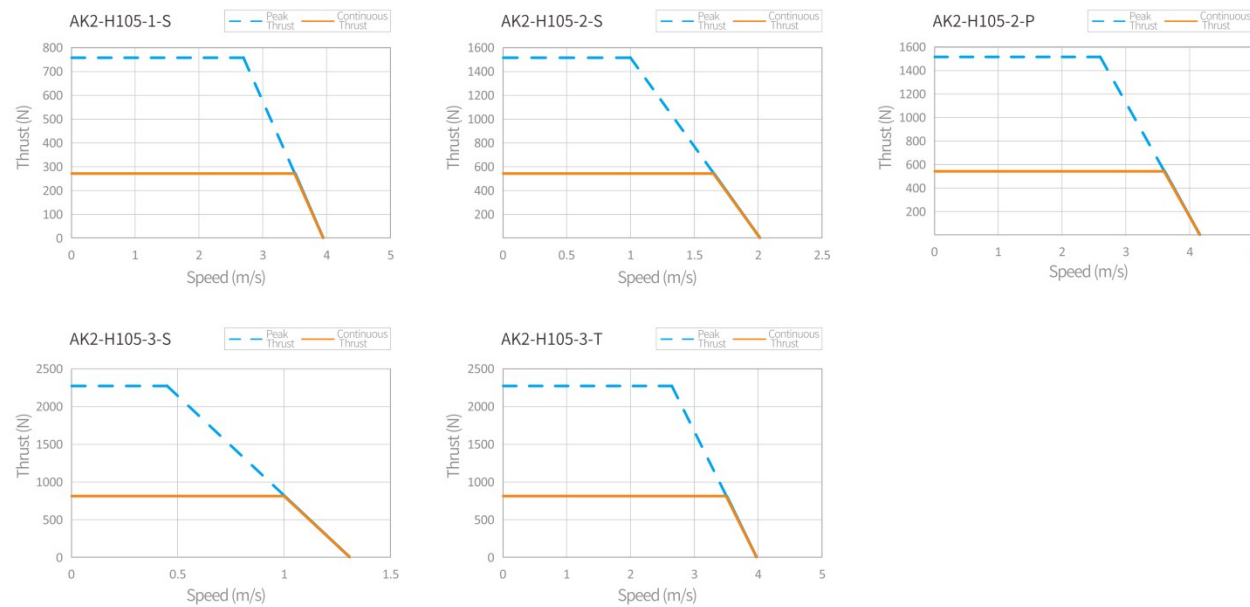 AK2-H105-1-S
Peak Thrust
Continuous Thrust
Thrust (N)
800
700
600
500
400
300
200
100
0
0 1 2 3 4 5
Speed (m/s)
AK2-H105-2-S
Peak Thrust
Continuous Thrust
Thrust (N)
1600
1400
1200
1000
800
600
400
200
0 0.5 1 1.5 2 2.5
Speed (m/s)
AK2-H105-2-P
Peak Thrust
Continuous Thrust
Thrust (N)
1600
1400
1200
1000
800
600
400
200
0 1 2 3 4
Speed (m/s)
AK2-H105-3-S
Peak Thrust
Continuous Thrust
Thrust (N)
2500
2000
1500
1000
500
0
0 0.5 1 1.5
Speed (m/s)
AK2-H105-3-T
Peak Thrust
Continuous Thrust
Thrust (N)
2500
2000
1500
1000
500
0
0 1 2 3 4 5
Speed (m/s)